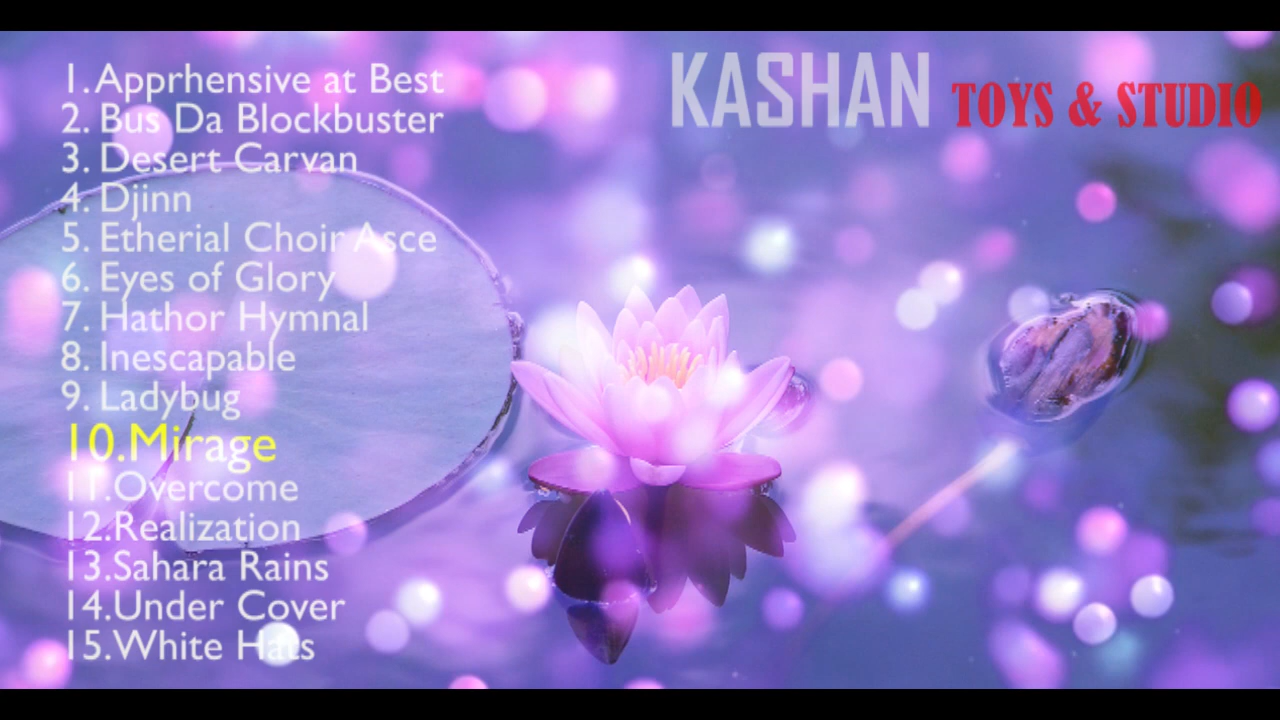 KASHAN TOYS & STUDIO
1. Apprhensive at Best
2. Bus Da Blockbuster
3. Desert Carvan
4. Djinn
5. Etherial Choir Asce
6. Eyes of Glory
7. Hathor Hymnal
8. Inescapable
9. Ladybug
10.Mirage
11.Overcome
12.Realization
13.Sahara Rains
14.Under Cover
15.White Hats